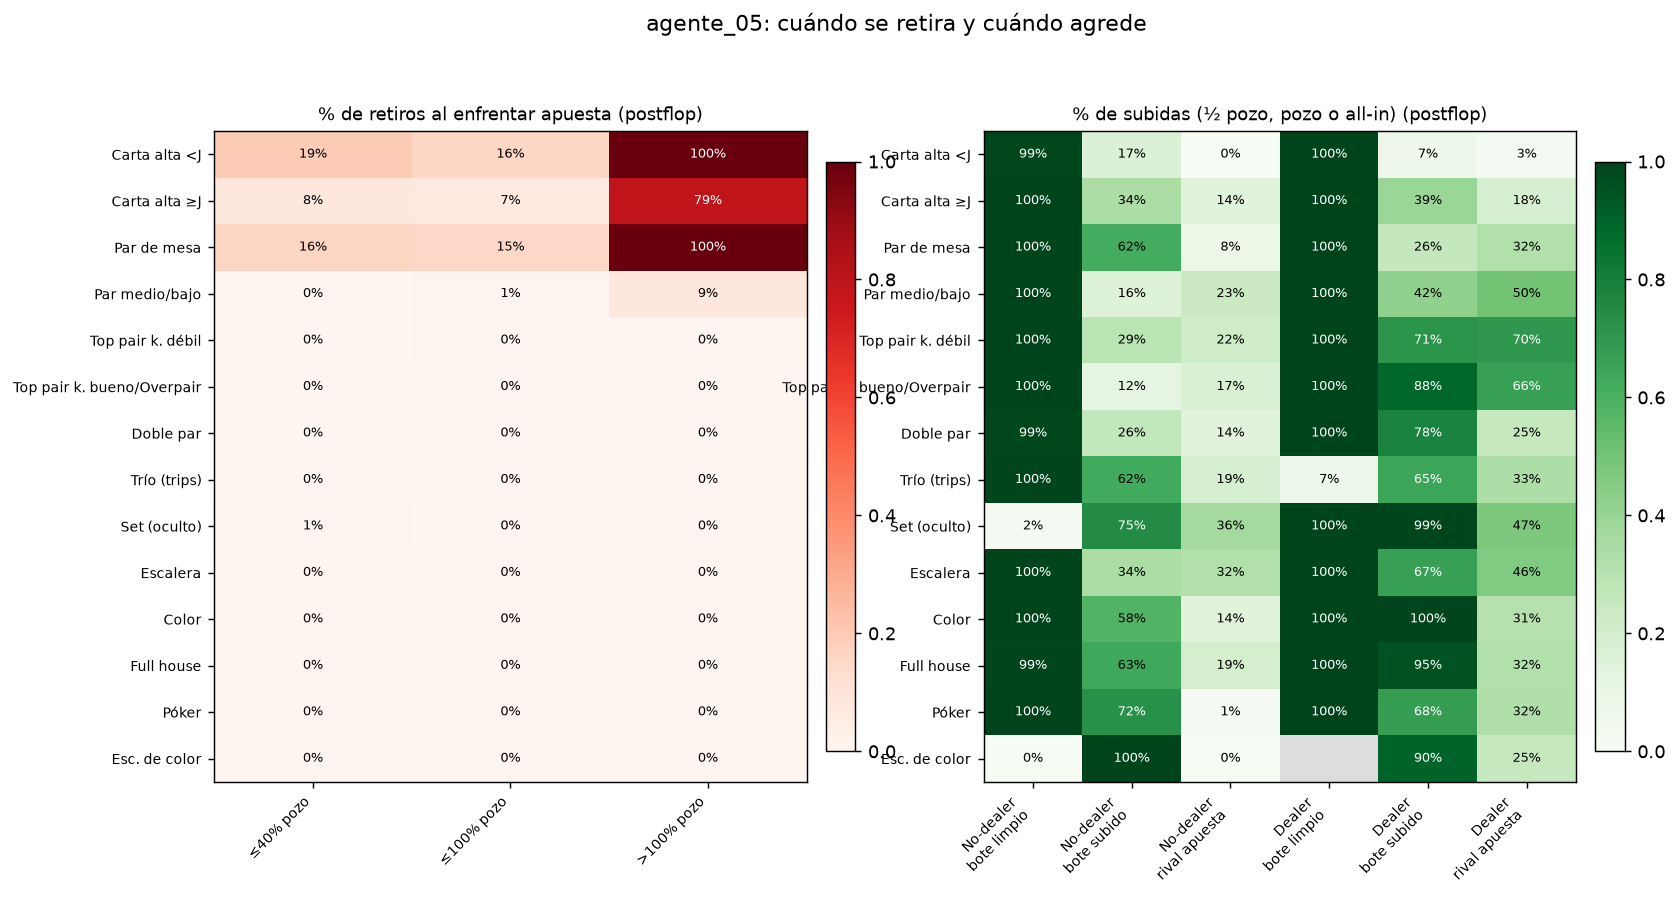 agente_05: cuándo se retira y cuándo agrede
% de retiros al enfrentar apuesta (postflop)
Carta alta <J 19% 16% 100%
Carta alta ≥J 8% 7% 79%
Par de mesa 16% 15% 100%
Par medio/bajo 0% 1% 9%
Top pair k. débil 0% 0% 0%
Top pair k. bueno/Overpair 0% 0% 0%
Doble par 0% 0% 0%
Trío (trips) 0% 0% 0%
Set (oculto) 1% 0% 0%
Escalera 0% 0% 0%
Color 0% 0% 0%
Full house 0% 0% 0%
Póker 0% 0% 0%
Esc. de color 0% 0% 0%
≤40% pozo
≤100% pozo
>100% pozo
1.0
0.8
0.6
0.4
0.2
0.0
% de subidas (½ pozo, pozo o all-in) (postflop)
Carta alta <J 99% 17% 0% 100% 7% 3%
Carta alta ≥J 100% 34% 14% 100% 39% 18%
Par de mesa 100% 62% 8% 100% 26% 32%
Par medio/bajo 100% 16% 23% 100% 42% 50%
Top pair k. débil 100% 29% 22% 100% 71% 70%
Top pa bueno/Overpair 100% 12% 17% 100% 88% 66%
Doble par 99% 26% 14% 100% 78% 25%
Trío (trips) 100% 62% 19% 7% 65% 33%
Set (oculto) 2% 75% 36% 100% 99% 47%
Escalera 100% 34% 32% 100% 67% 46%
Color 100% 58% 14% 100% 100% 31%
Full house 99% 63% 19% 100% 95% 32%
Póker 100% 72% 1% 100% 68% 32%
Esc. de color 0% 100% 0% 90% 25%
No-dealer
bote limpio
No-dealer
bote subido
No-dealer
rival apuesta
Dealer
bote limpio
Dealer
bote subido
Dealer
rival apuesta
1.0
0.8
0.6
0.4
0.2
0.0